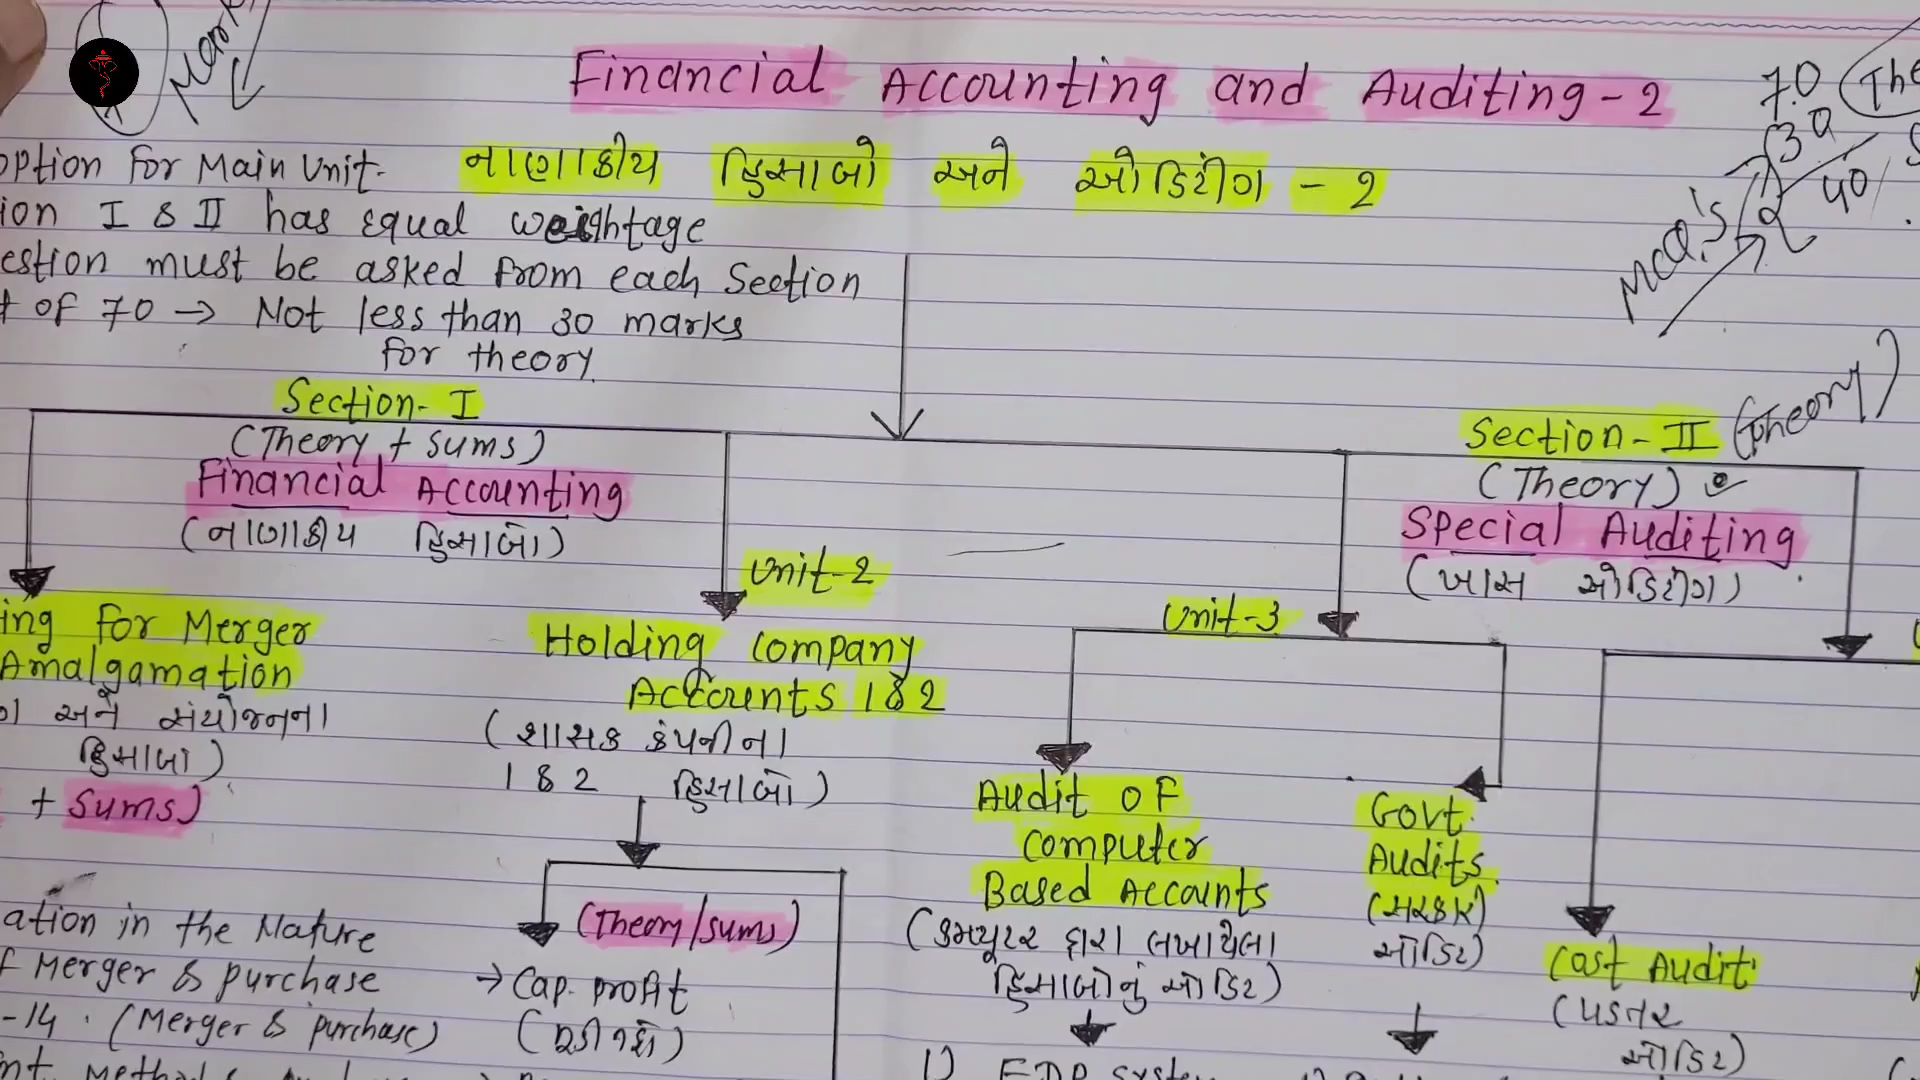 Marks
Financial Accounting and Auditing-2
70
30
40
MCQ's
option for Main Unit.
નાણાકીય હિસાબો અને ઓડિટીંગ - 2
ion I & II has equal weightage
estion must be asked from each Section
of 70 → Not less than 30 marks
for theory.
Section-I
(Theory + Sums)
Financial Accounting
(નાણાકીય હિસાબો)
Section-II (Theory)
(Theory)
Special Auditing
(ખાસ ઓડિટીંગ)
Unit-2
Unit-3
ing for Merger
Amalgamation
અને સંયોજનના
હિસાબો)
+ Sums)
Holding Company
Accounts 1&2
(શાસક કંપનીના
1 & 2 હિસાબો)
(Theory/Sums)
→ Cap. profit
Audit of
Computer
Based Accounts
(કમ્પ્યુટર દ્વારા લખાયેલા
હિસાબોનું ઓડિટ)
1) EDP System
Govt.
Audits.
(સરકારી
ઓડિટ)
Cost Audit
(પડતર
ઓડિટ)
ation in the Nature
f Merger & purchase
-14. (Merger & purchase)